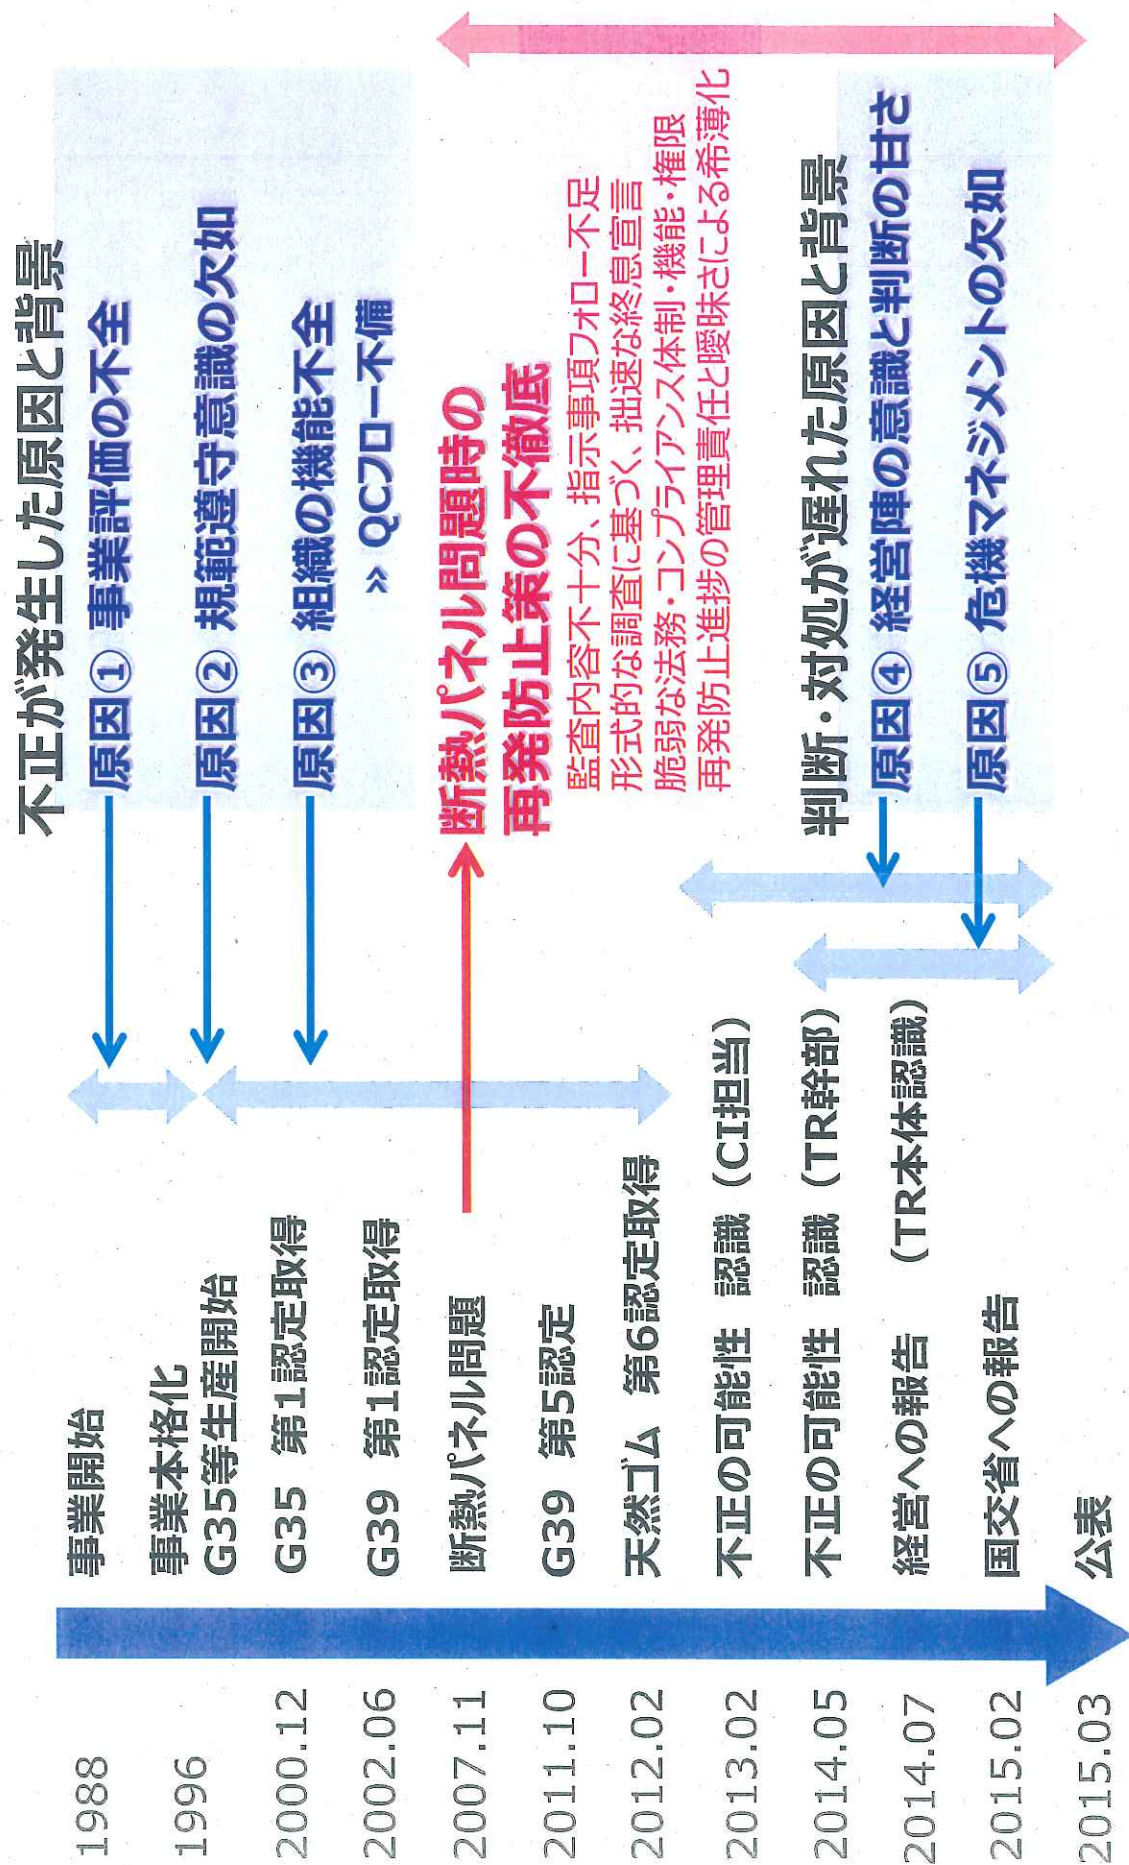 1988
事業開始
1996
事業本格化
G35等生産開始
2000.12
G35 第1認定取得
2002.06
G39 第1認定取得
2007.11
断熱パネル問題
2011.10
G39 第5認定
2012.02
天然ゴム 第6認定取得
2013.02
不正の可能性 認識（CI担当）
2014.05
不正の可能性 認識（TR幹部）
2014.07
経営への報告 （TR本体認識）
2015.02
国交省への報告
2015.03
公表
不正が発生した原因と背景
原因① 事業評価の不全
原因② 規範遵守意識の欠如
原因③ 組織の機能不全
» QCフロー不備
断熱パネル問題時の
再発防止策の不徹底
監査内容不十分、指示事項フォロー不足
形式的な調査に基づく、拙速な終息宣言
脆弱な法務・コンプライアンス体制・機能・権限
再発防止進捗の管理責任と曖昧さによる希薄化
判断・対処が遅れた原因と背景
原因④ 経営陣の意識と判断の甘さ
原因⑤ 危機マネジメントの欠如